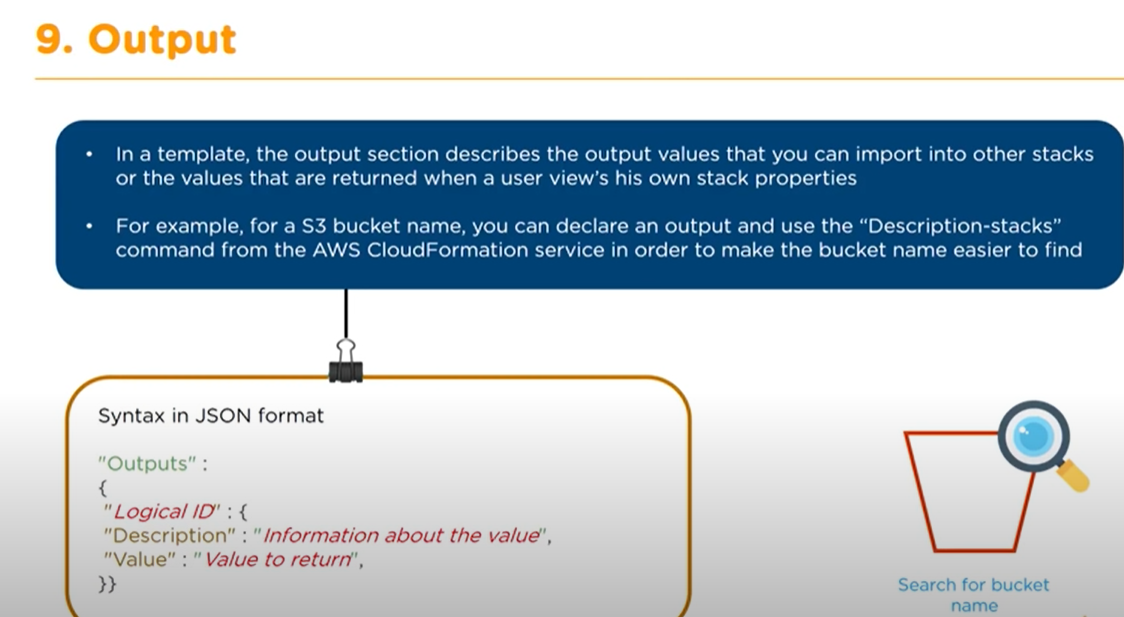 9. Output
• In a template, the output section describes the output values that you can import into other stacks
or the values that are returned when a user view's his own stack properties
• For example, for a S3 bucket name, you can declare an output and use the “Description-stacks”
command from the AWS CloudFormation service in order to make the bucket name easier to find
Syntax in JSON format
"Outputs" :
{
"Logical ID" : {
"Description" : "Information about the value",
"Value" : "Value to return",
}}
Search for bucket
name